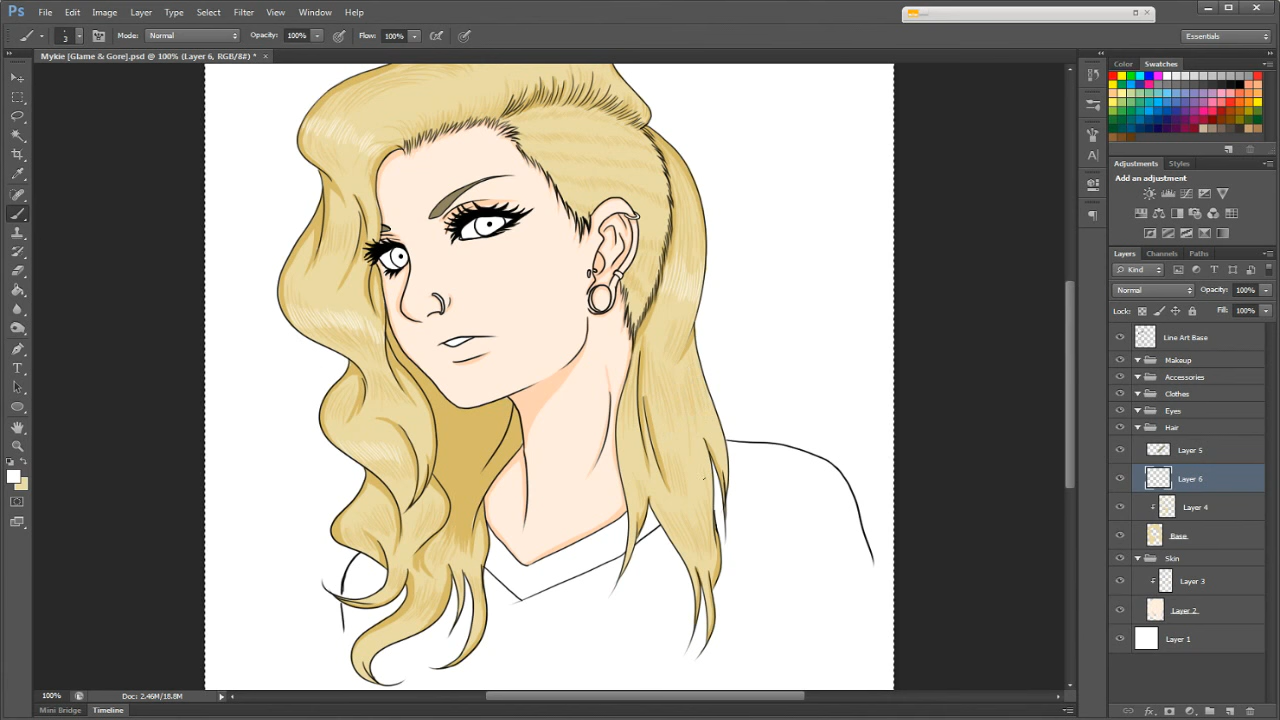 Ps File Edit Image Layer Type Select Filter View Window Help
3 Mode: Normal Opacity: 100% Flow: 100% Essentials
Mykie [Glame & Gore].psd @ 100% (Layer 6, RGB/8#) * ×
Color Swatches
Adjustments Styles
Add an adjustment
Layers Channels Paths
Kind
Normal Opacity: 100%
Lock: Fill: 100%
Line Art Base
Makeup
Accessories
Clothes
Eyes
Hair
Layer 5
Layer 6
Layer 4
Base
Skin
Layer 3
Layer 2
Layer 1
100% Doc: 2.46M/18.8M
Mini Bridge Timeline